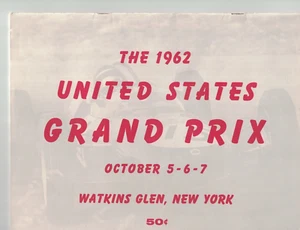 THE 1962
UNITED STATES
GRAND PRIX
OCTOBER 5-6-7
WATKINS GLEN, NEW YORK
50¢